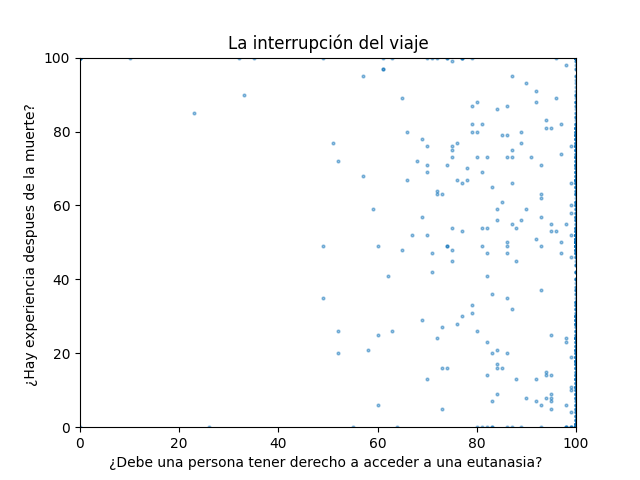 La interrupción del viaje
¿Hay experiencia despues de la muerte?
100
80
60
40
20
0
0 20 40 60 80 100
¿Debe una persona tener derecho a acceder a una eutanasia?